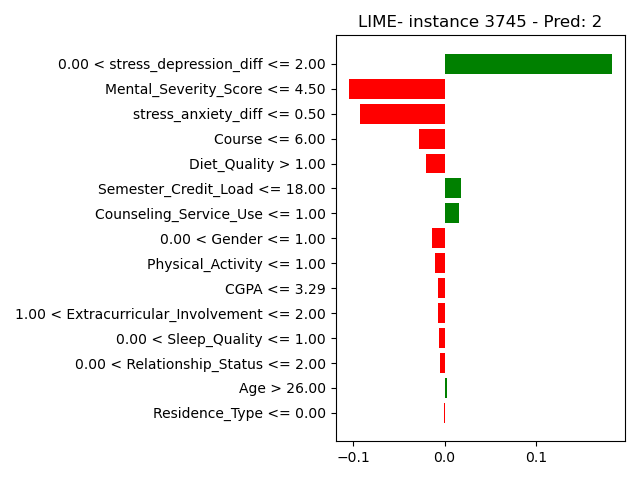 LIME- instance 3745 - Pred: 2
0.00 < stress_depression_diff <= 2.00
Mental_Severity_Score <= 4.50
stress_anxiety_diff <= 0.50
Course <= 6.00
Diet_Quality > 1.00
Semester_Credit_Load <= 18.00
Counseling_Service_Use <= 1.00
0.00 < Gender <= 1.00
Physical_Activity <= 1.00
CGPA <= 3.29
1.00 < Extracurricular_Involvement <= 2.00
0.00 < Sleep_Quality <= 1.00
0.00 < Relationship_Status <= 2.00
Age > 26.00
Residence_Type <= 0.00
−0.1 0.0 0.1